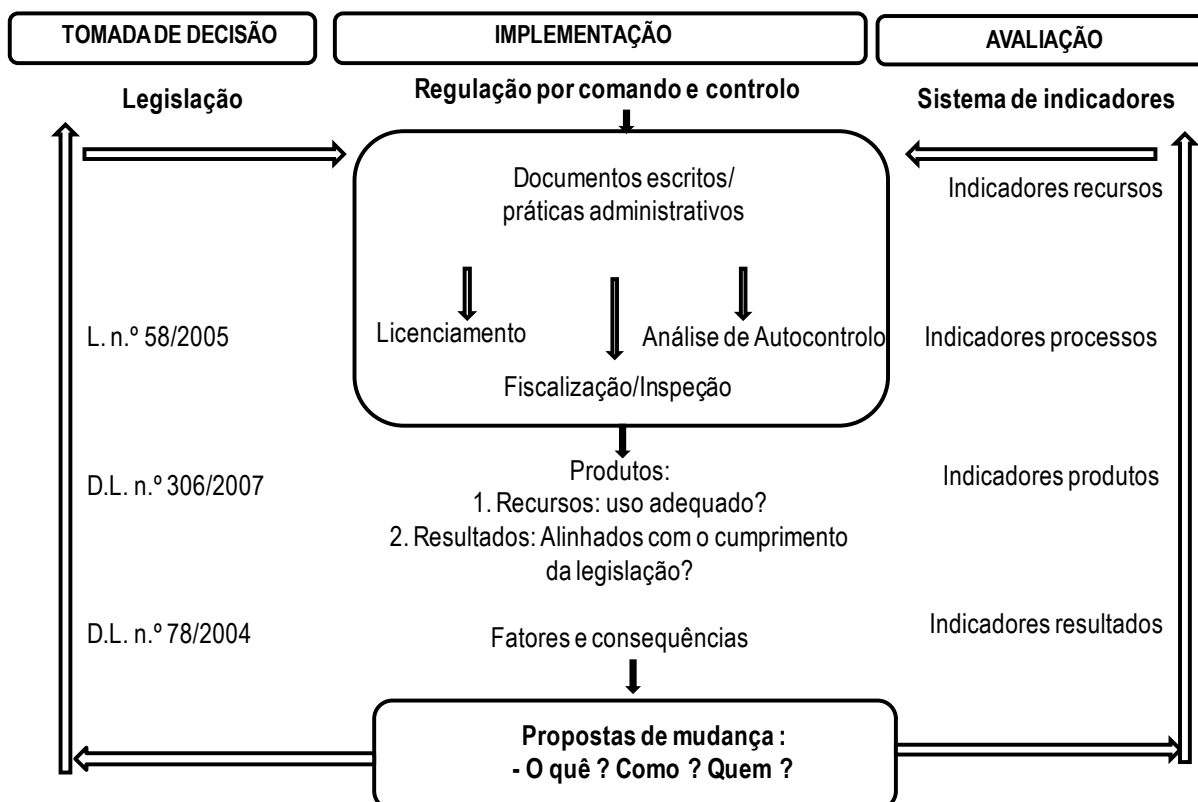 TOMADA DE DECISÃO
IMPLEMENTAÇÃO
AVALIAÇÃO
Legislação
Regulação por comando e controlo
Sistema de indicadores
Documentos escritos/
práticas administrativos
Indicadores recursos
L. n.º 58/2005
Licenciamento
Análise de Autocontrolo
Indicadores processos
Fiscalização/Inspeção
D.L. n.º 306/2007
Produtos:
1. Recursos: uso adequado?
2. Resultados: Alinhados com o cumprimento
da legislação?
Indicadores produtos
D.L. n.º 78/2004
Fatores e consequências
Indicadores resultados
Propostas de mudança :
- O quê ? Como ? Quem ?